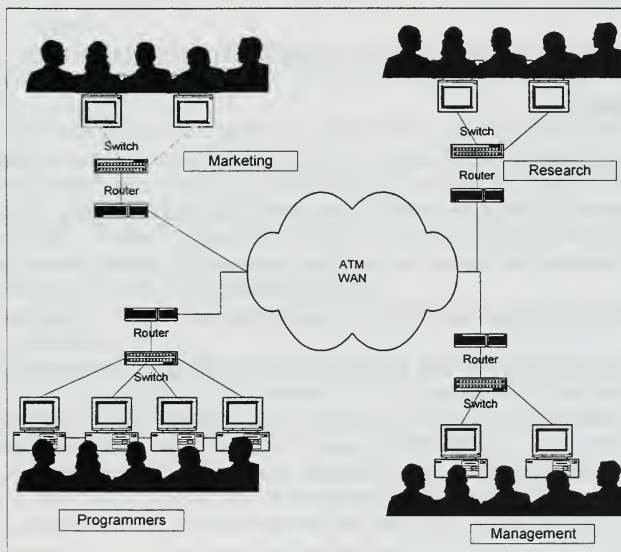 Switch
Marketing
Router
Switch
Research
Router
ATM
WAN
Router
Switch
Programmers
Router
Switch
Management